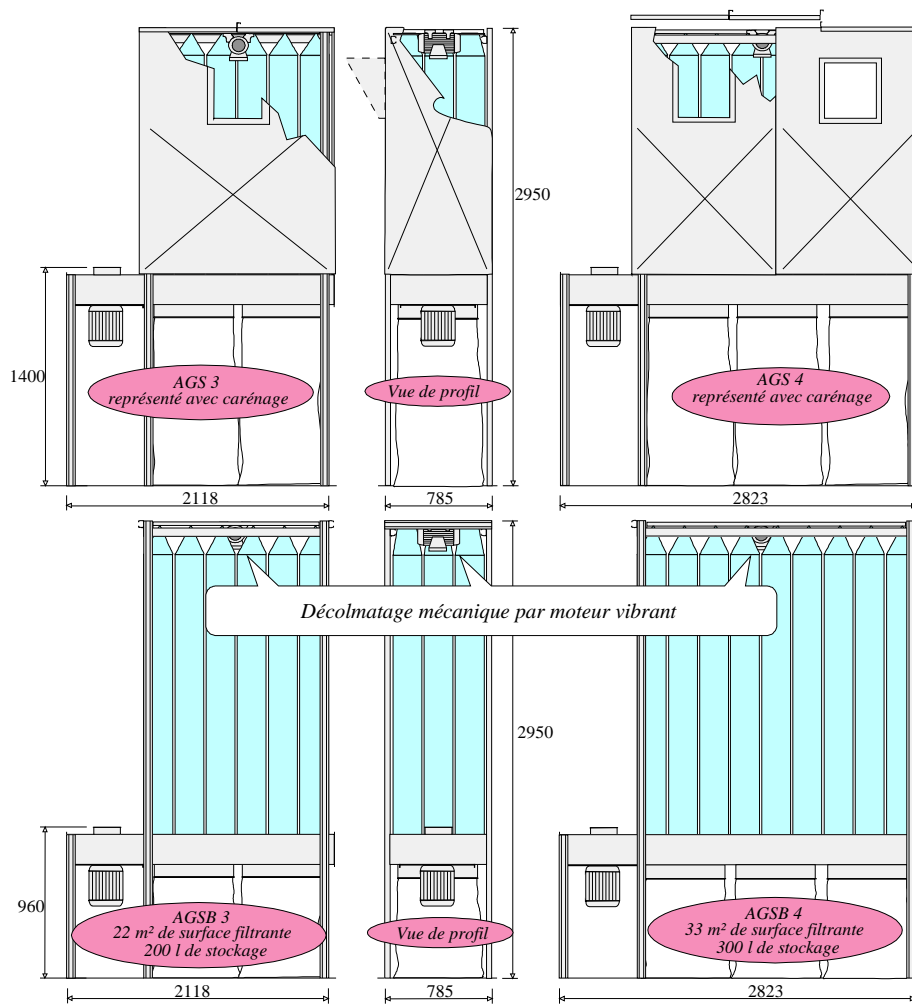 2950
1400
AGS 3
représenté avec carénage
Vue de profil
AGS 4
représenté avec carénage
2118
785
2823
Décolmatage mécanique par moteur vibrant
2950
960
AGSB 3
22 m² de surface filtrante
200 l de stockage
Vue de profil
AGSB 4
33 m² de surface filtrante
300 l de stockage
2118
785
2823